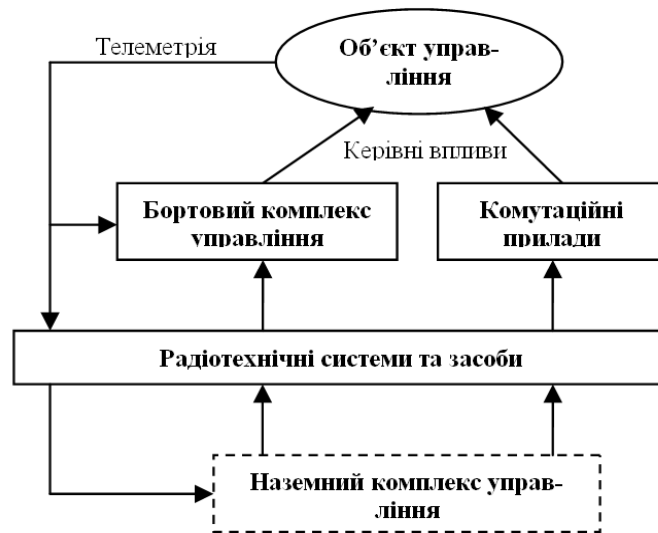 Телеметрія
Об’єкт управ-
ління
Керівні впливи
Бортовий комплекс
управління
Комутаційні
прилади
Радіотехнічні системи та засоби
Наземний комплекс управ-
ління